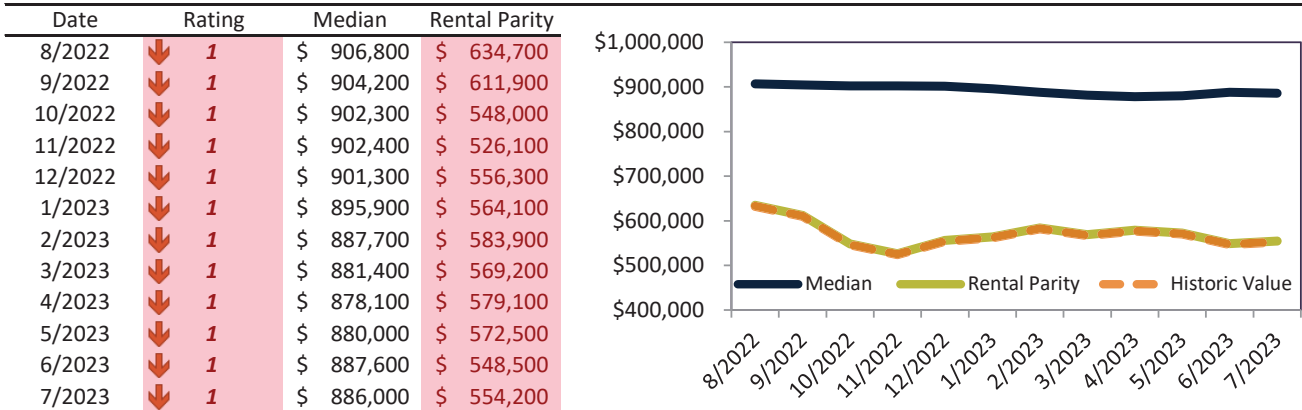 Date Rating Median Rental Parity
8/2022 1 $ 906,800 $ 634,700
9/2022 1 $ 904,200 $ 611,900
10/2022 1 $ 902,300 $ 548,000
11/2022 1 $ 902,400 $ 526,100
12/2022 1 $ 901,300 $ 556,300
1/2023 1 $ 895,900 $ 564,100
2/2023 1 $ 887,700 $ 583,900
3/2023 1 $ 881,400 $ 569,200
4/2023 1 $ 878,100 $ 579,100
5/2023 1 $ 880,000 $ 572,500
6/2023 1 $ 887,600 $ 548,500
7/2023 1 $ 886,000 $ 554,200
$1,000,000
$900,000
$800,000
$700,000
$600,000
$500,000
$400,000
Median Rental Parity Historic Value
8/2022 9/2022 10/2022 11/2022 12/2022 1/2023 2/2023 3/2023 4/2023 5/2023 6/2023 7/2023